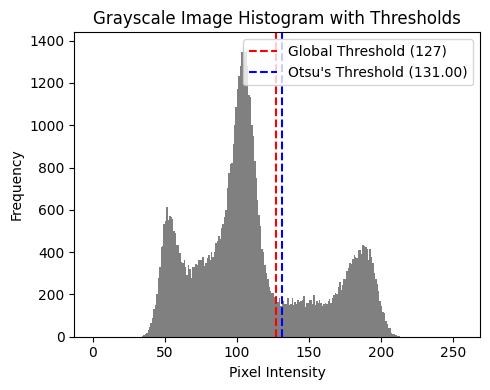 Grayscale Image Histogram with Thresholds
Global Threshold (127)
Otsu's Threshold (131.00)
1400
1200
1000
800
600
400
200
0
Frequency
0 50 100 150 200 250
Pixel Intensity